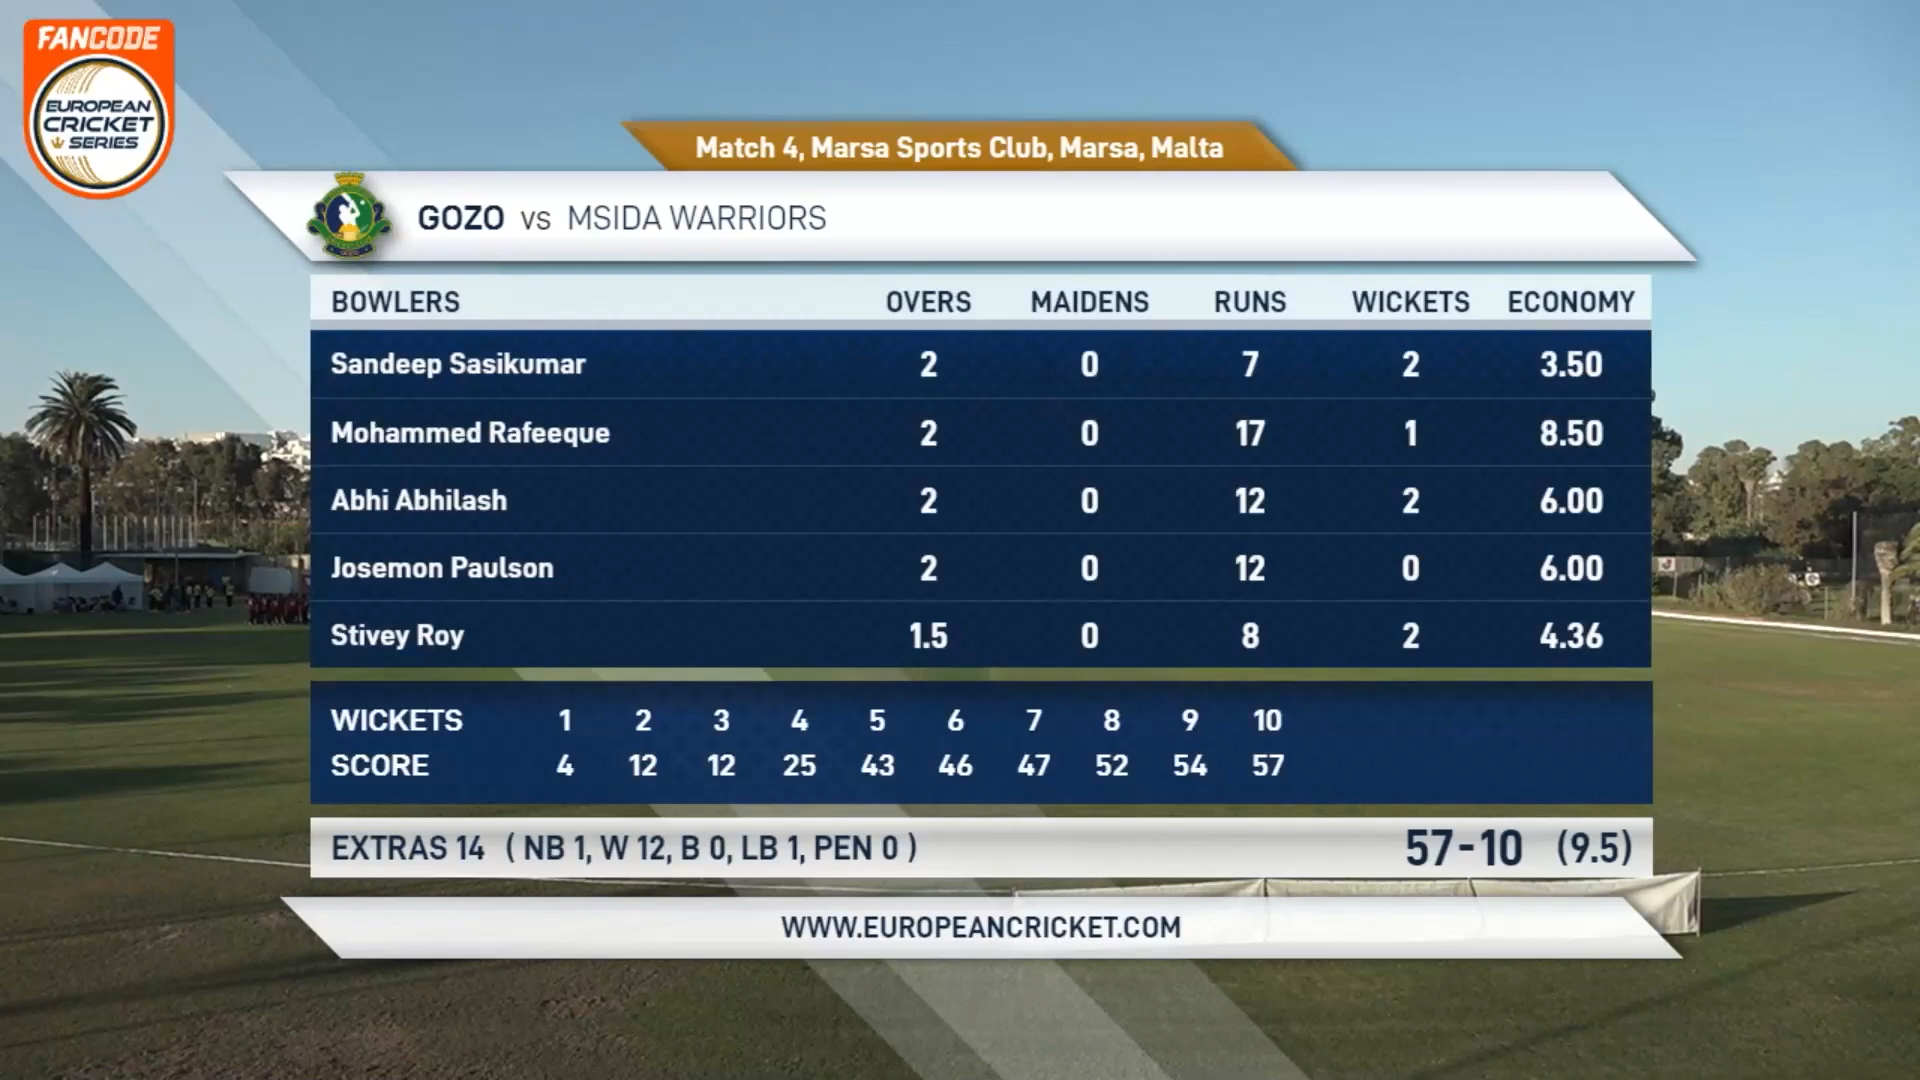 FANCODE
EUROPEAN
CRICKET
SERIES
Match 4, Marsa Sports Club, Marsa, Malta
GOZO vs MSIDA WARRIORS
BOWLERS OVERS MAIDENS RUNS WICKETS ECONOMY
Sandeep Sasikumar 2 0 7 2 3.50
Mohammed Rafeeque 2 0 17 1 8.50
Abhi Abhilash 2 0 12 2 6.00
Josemon Paulson 2 0 12 0 6.00
Stivey Roy 1.5 0 8 2 4.36
WICKETS 1 2 3 4 5 6 7 8 9 10
SCORE 4 12 12 25 43 46 47 52 54 57
EXTRAS 14 ( NB 1, W 12, B 0, LB 1, PEN 0 ) 57-10 (9.5)
WWW.EUROPEANCRICKET.COM